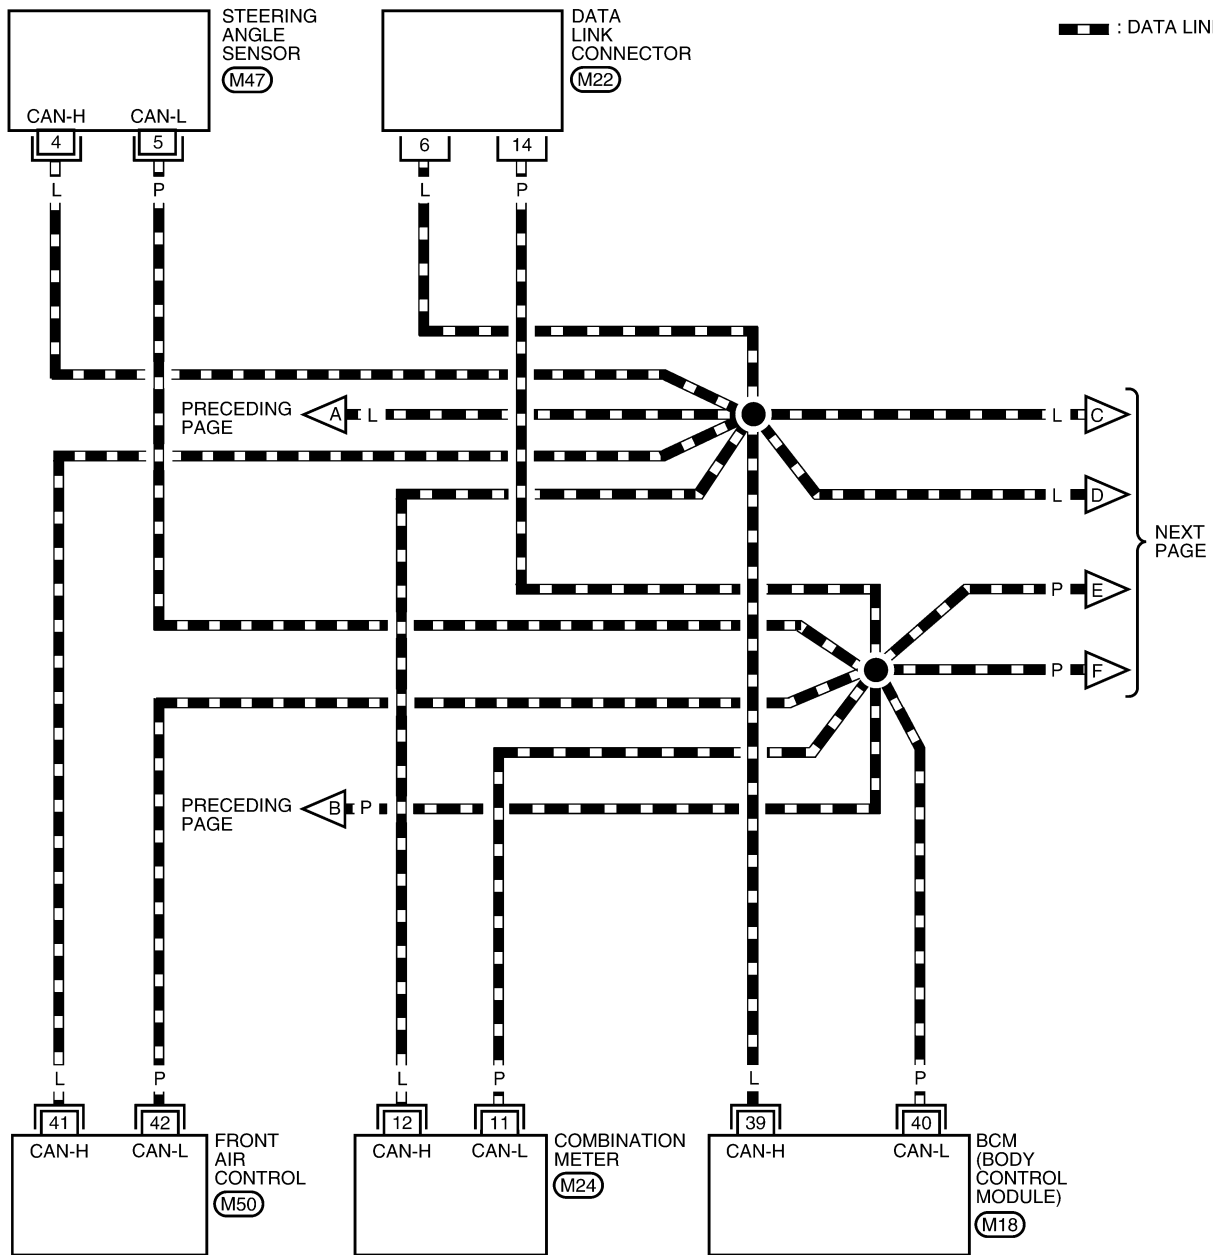 STEERING
ANGLE
SENSOR
M47
DATA
LINK
CONNECTOR
M22
: DATA LIN
CAN-H CAN-L
4 5
6 14
L P
L P
PRECEDING
PAGE
A L
L C
L D
NEXT
PAGE
P E
P F
PRECEDING
PAGE
B P
L P
L P
L P
41 42
12 11
39 40
CAN-H CAN-L
FRONT
AIR
CONTROL
M50
CAN-H CAN-L
COMBINATION
METER
M24
CAN-H CAN-L
BCM
(BODY
CONTROL
MODULE)
M18